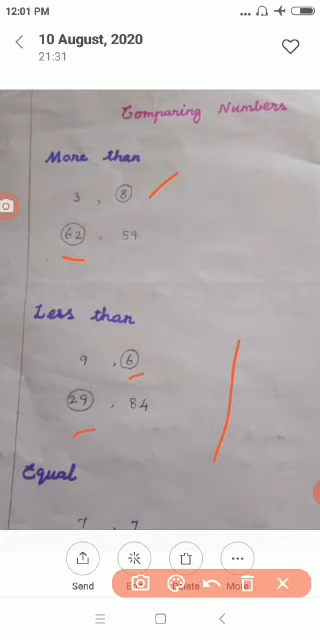 12:01 PM
10 August, 2020
21:31
Comparing Numbers
More than
3 , 8
62 . 59
Less than
9 , 6
29 . 84
Equal
7 , 7
Send Delete More